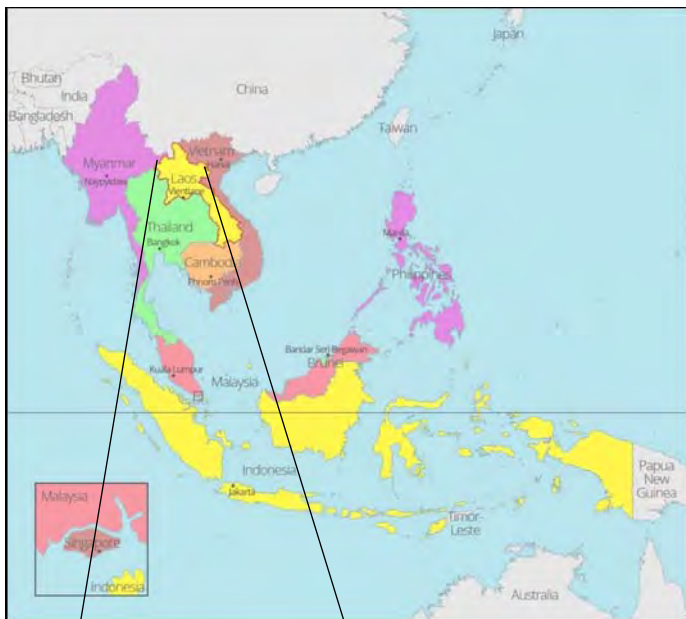 Japan
Bhutan
India
China
Bangladesh
Taiwan
Myanmar
Naypyidaw
Vietnam
Hanoi
Laos
Vientiane
Thailand
Bangkok
Cambodia
Phnom Penh
Manila
Philippines
Bandar Seri Begawan
Brunei
Kuala Lumpur
Malaysia
Indonesia
Jakarta
Papua
New
Guinea
Timor-
Leste
Australia
Malaysia
Singapore
Indonesia